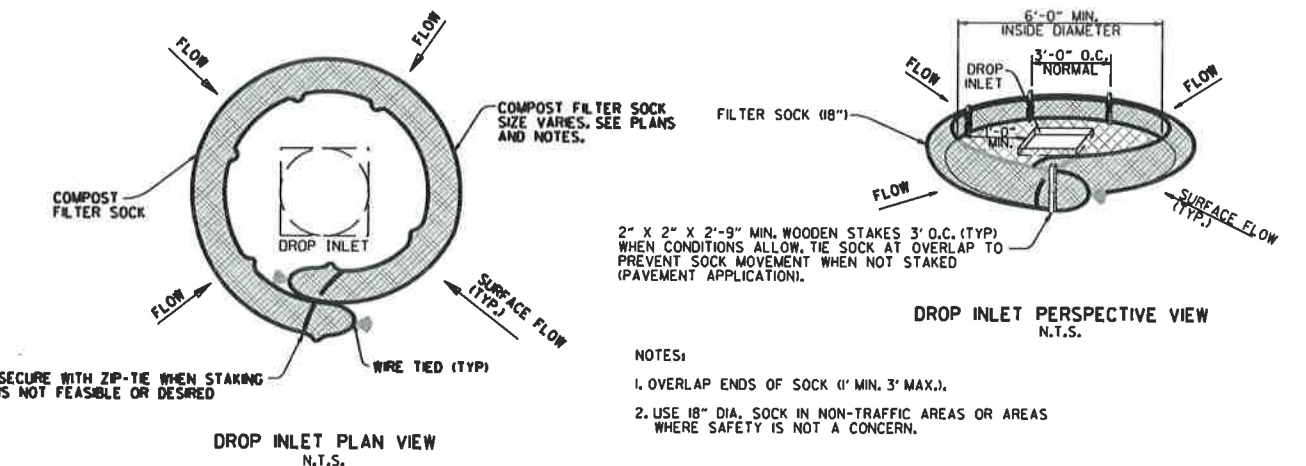 FLOW
FLOW
COMPOST FILTER SOCK
SIZE VARIES. SEE PLANS
AND NOTES.
COMPOST
FILTER SOCK
DROP INLET
FLOW
SURFACE FLOW
(TYP.)
WIRE TIED (TYP)
SECURE WITH ZIP-TIE WHEN STAKING
IS NOT FEASIBLE OR DESIRED
DROP INLET PLAN VIEW
N.T.S.
6'-0" MIN.
INSIDE DIAMETER
3'-0" O.C.
NORMAL
DROP
INLET
FLOW
FLOW
FILTER SOCK (18")
1'-0"
MIN.
FLOW
SURFACE FLOW
(TYP.)
2" X 2" X 2'-9" MIN. WOODEN STAKES 3' O.C. (TYP)
WHEN CONDITIONS ALLOW. TIE SOCK AT OVERLAP TO
PREVENT SOCK MOVEMENT WHEN NOT STAKED
(PAVEMENT APPLICATION).
DROP INLET PERSPECTIVE VIEW
N.T.S.
NOTES:
1. OVERLAP ENDS OF SOCK (1' MIN. 3' MAX.).
2. USE 18" DIA. SOCK IN NON-TRAFFIC AREAS OR AREAS
WHERE SAFETY IS NOT A CONCERN.